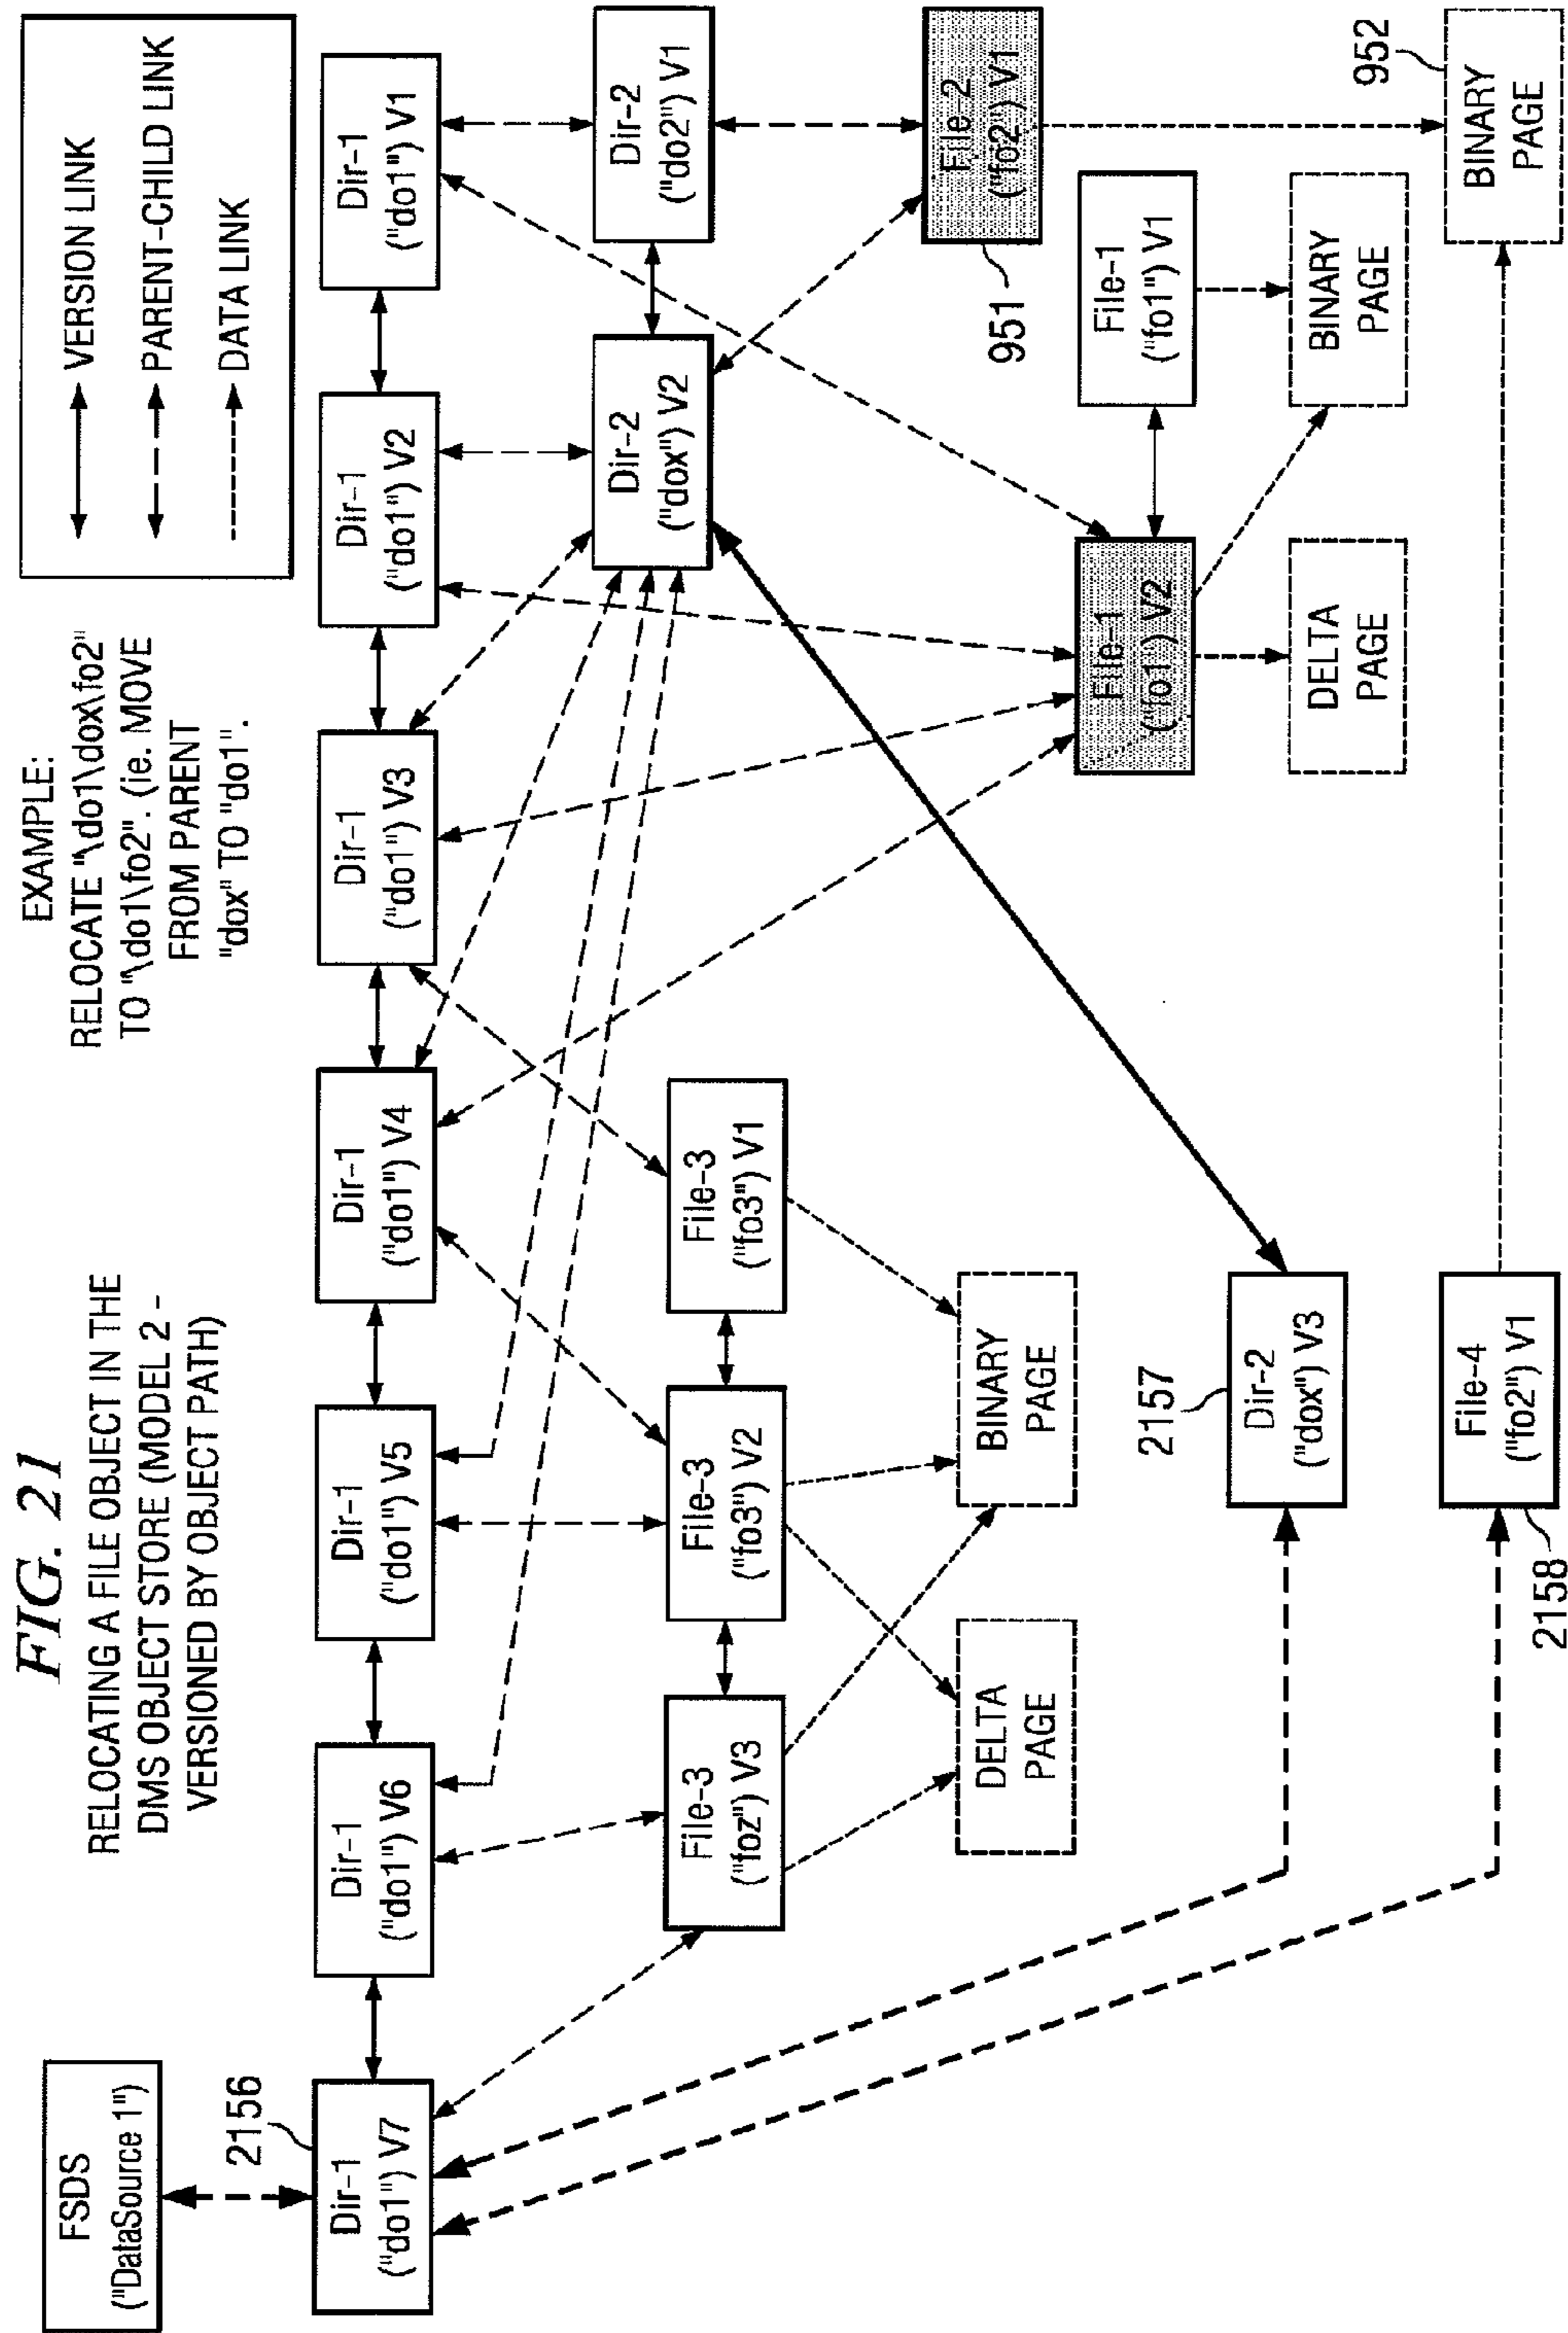 FIG. 21
RELOCATING A FILE OBJECT IN THE
DMS OBJECT STORE (MODEL 2 -
VERSIONED BY OBJECT PATH)
EXAMPLE:
RELOCATE "\do1\dox\fo2"
TO "\do1\fo2". (ie. MOVE
FROM PARENT
"dox" TO "do1".
VERSION LINK
PARENT-CHILD LINK
DATA LINK
FSDS
("DataSource 1")
2156
Dir-1
("do1") V7
Dir-1
("do1") V6
Dir-1
("do1") V5
Dir-1
("do1") V4
Dir-1
("do1") V3
Dir-1
("do1") V2
Dir-1
("do1") V1
Dir-2
("dox") V2
Dir-2
("do2") V1
File-3
("foz") V3
File-3
("fo3") V2
File-3
("fo3") V1
File-2
("fo2") V1
951
DELTA
PAGE
BINARY
PAGE
File-1
("fo1") V2
File-1
("fo1") V1
DELTA
PAGE
BINARY
PAGE
2157
Dir-2
("dox") V3
File-4
("fo2") V1
2158
952
BINARY
PAGE